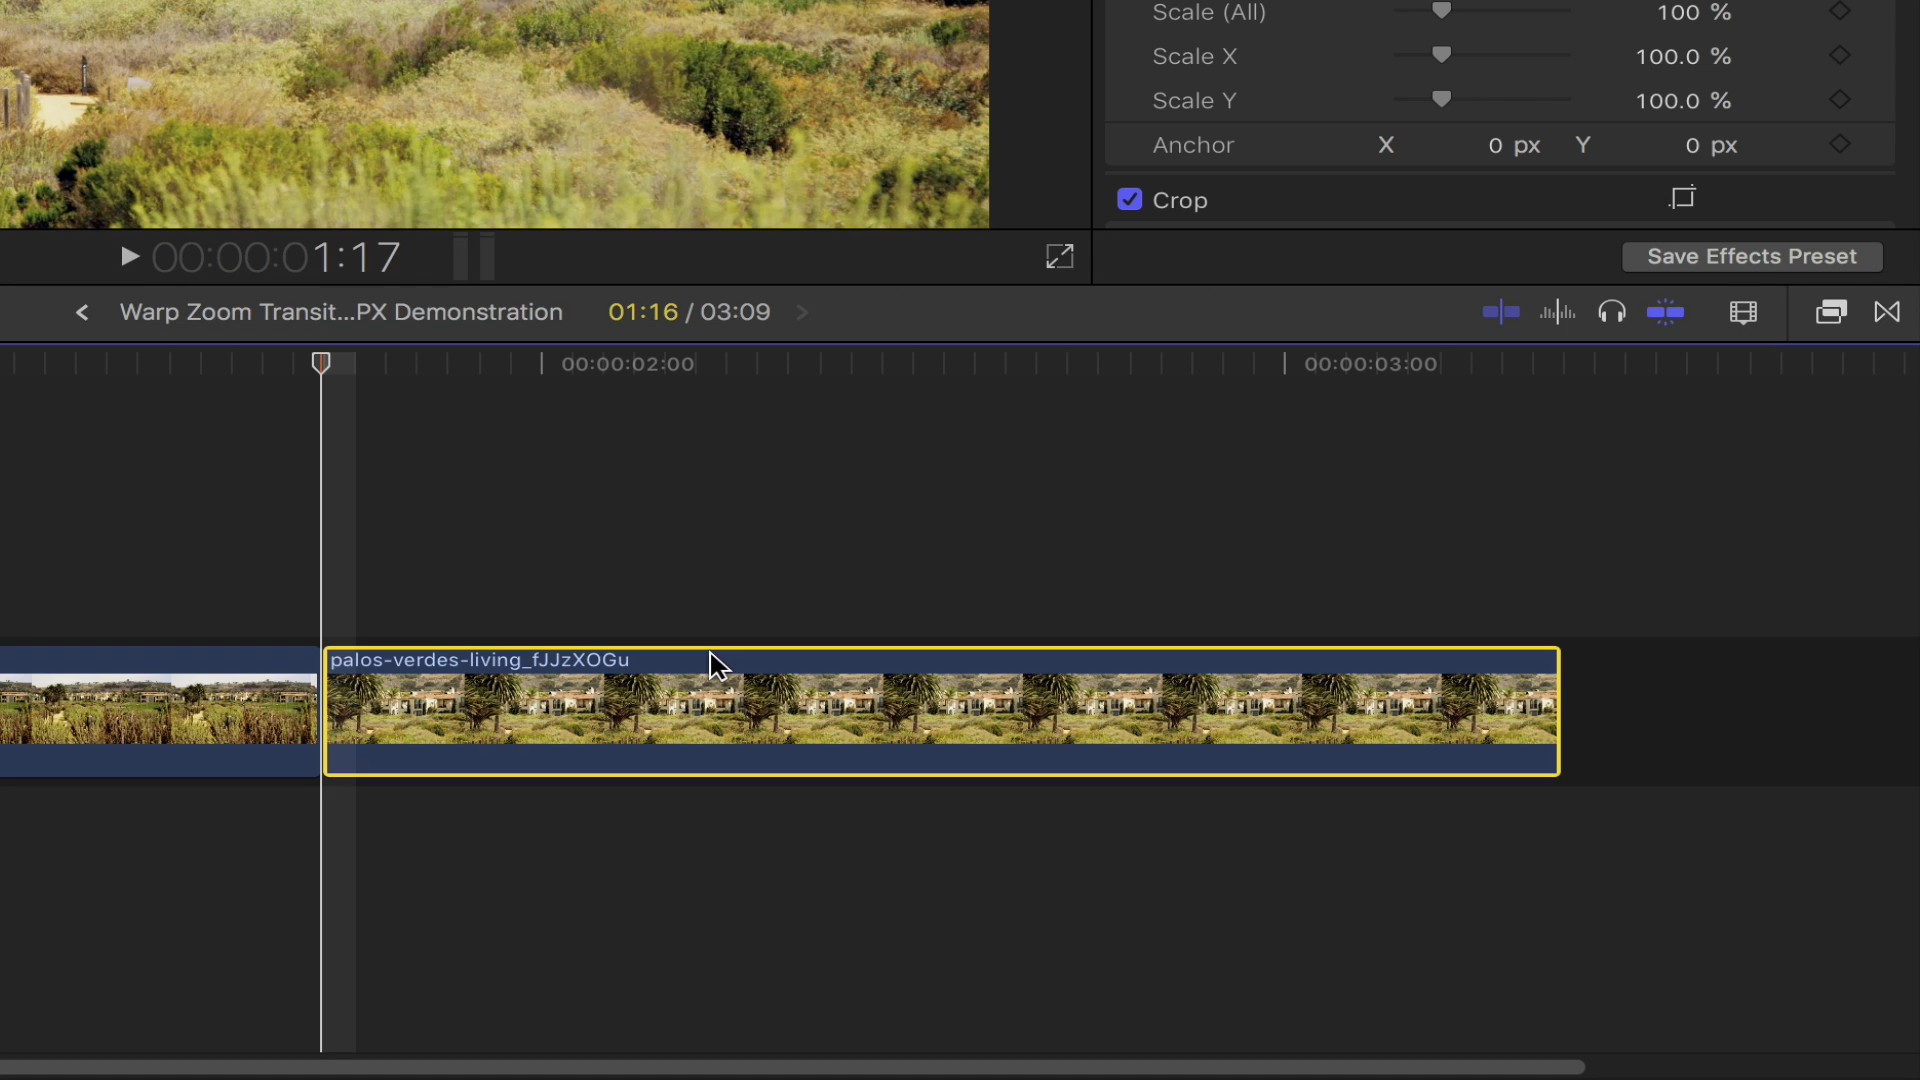 Scale (All) 100 %
Scale X 100.0 %
Scale Y 100.0 %
Anchor X 0 px Y 0 px
Crop
00:00:01:17
Save Effects Preset
Warp Zoom Transit...PX Demonstration 01:16 / 03:09
00:00:02:00 00:00:03:00
palos-verdes-living_fJJzXOGu